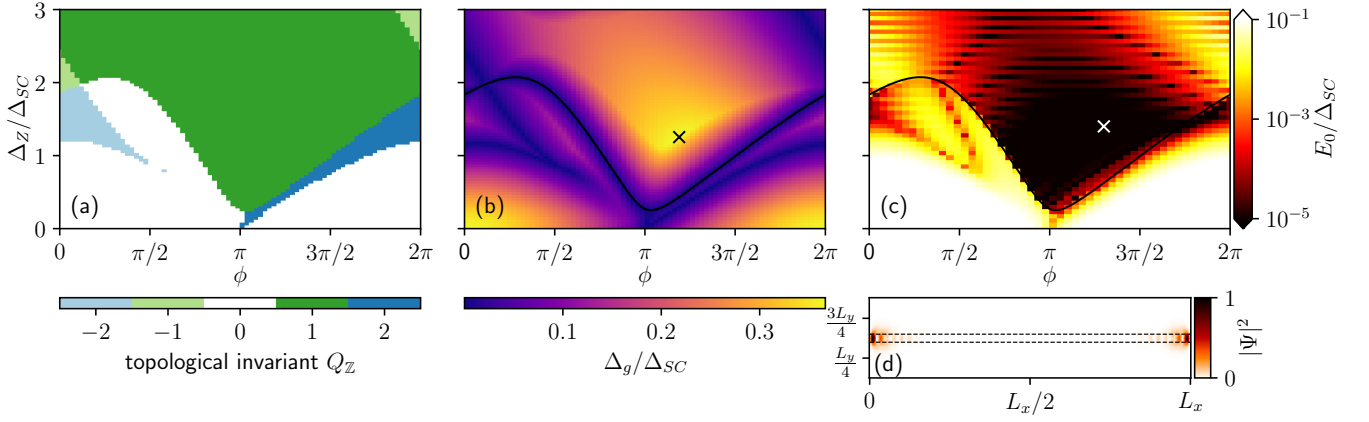 3
2
1
0
Δ_Z/Δ_SC
(a)
0 π/2 π 3π/2 2π
ϕ
−2 −1 0 1 2
topological invariant Q_ℤ
(b)
0 π/2 π 3π/2 2π
ϕ
0.1 0.2 0.3
Δ_g/Δ_SC
(c)
0 π/2 π 3π/2 2π
ϕ
10⁻¹
10⁻³
10⁻⁵
E_0/Δ_SC
3L_y/4
L_y/4
(d)
0 L_x/2 L_x
1
0
|Ψ|²